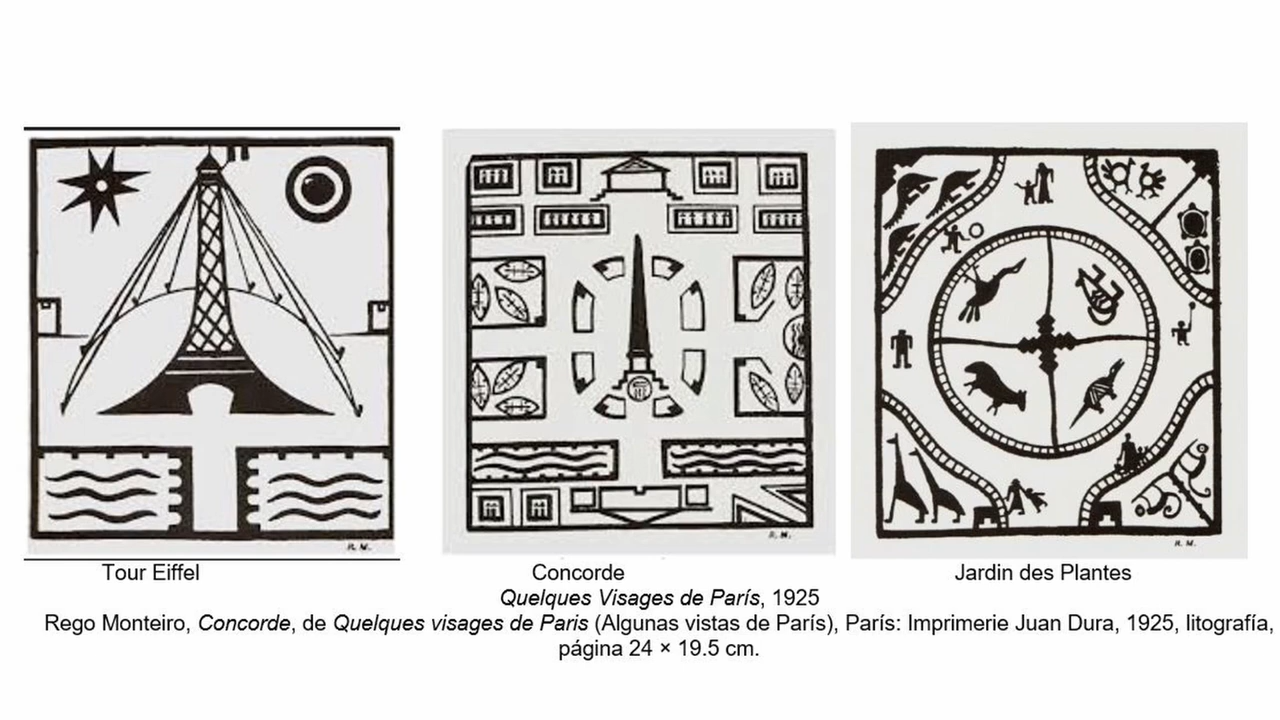 R. M.
R. M.
R. M.
Tour Eiffel
Concorde
Jardin des Plantes
Quelques Visages de París, 1925
Rego Monteiro, Concorde, de Quelques visages de Paris (Algunas vistas de París), París: Imprimerie Juan Dura, 1925, litografía,
página 24 × 19.5 cm.